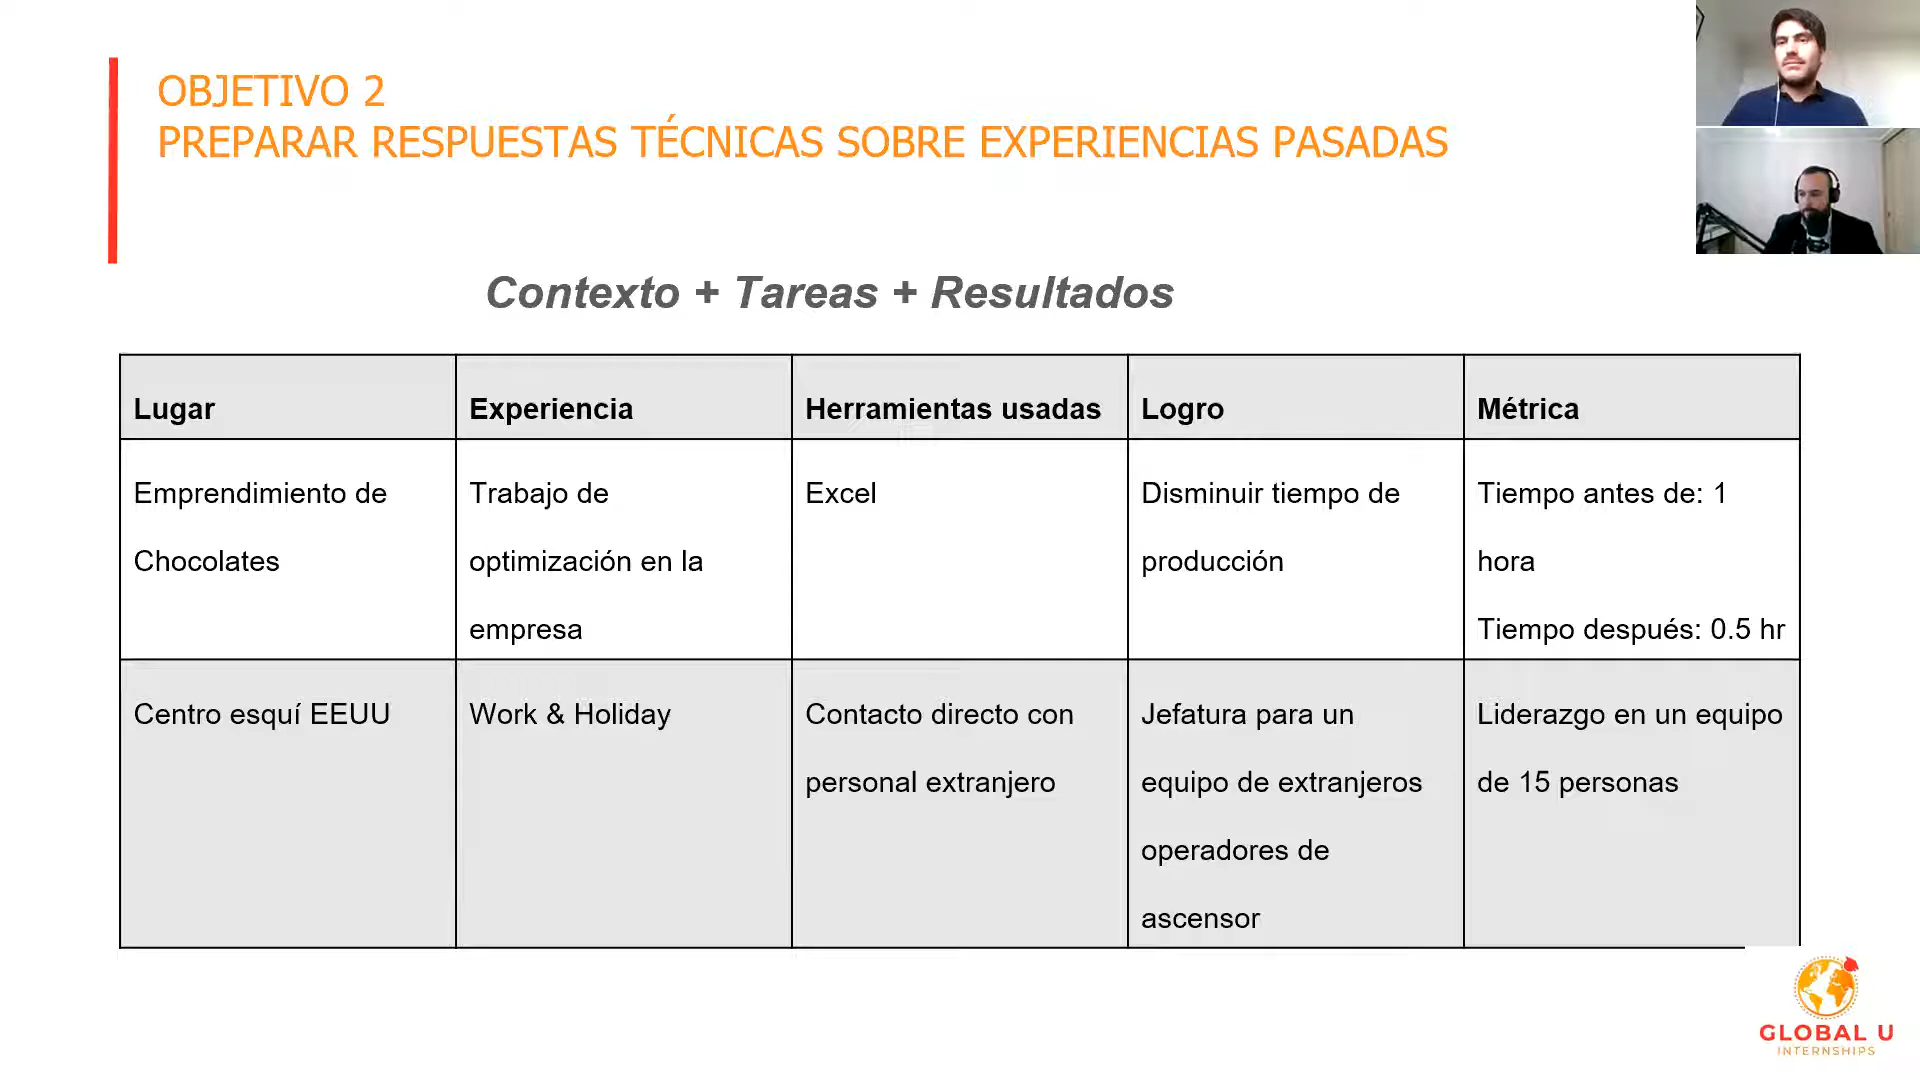 OBJETIVO 2
PREPARAR RESPUESTAS TÉCNICAS SOBRE EXPERIENCIAS PASADAS
Contexto + Tareas + Resultados
Lugar
Experiencia
Herramientas usadas
Logro
Métrica
Emprendimiento de
Chocolates
Trabajo de
optimización en la
empresa
Excel
Disminuir tiempo de
producción
Tiempo antes de: 1
hora
Tiempo después: 0.5 hr
Centro esquí EEUU
Work & Holiday
Contacto directo con
personal extranjero
Jefatura para un
equipo de extranjeros
operadores de
ascensor
Liderazgo en un equipo
de 15 personas
GLOBAL U
INTERNSHIPS